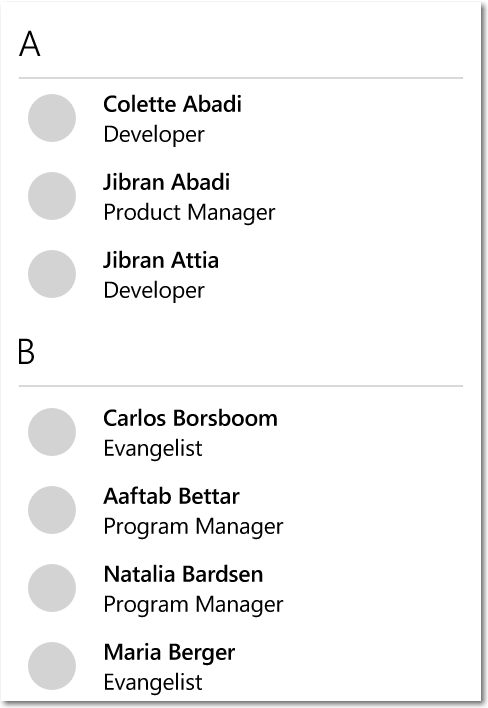 A
Colette Abadi
Developer
Jibran Abadi
Product Manager
Jibran Attia
Developer
B
Carlos Borsboom
Evangelist
Aaftab Bettar
Program Manager
Natalia Bardsen
Program Manager
Maria Berger
Evangelist